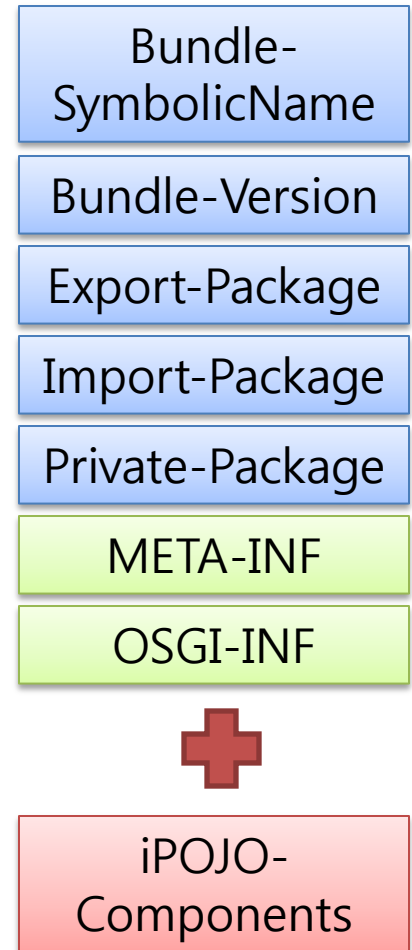 Bundle-
SymbolicName
Bundle-Version
Export-Package
Import-Package
Private-Package
META-INF
OSGI-INF
iPOJO-
Components